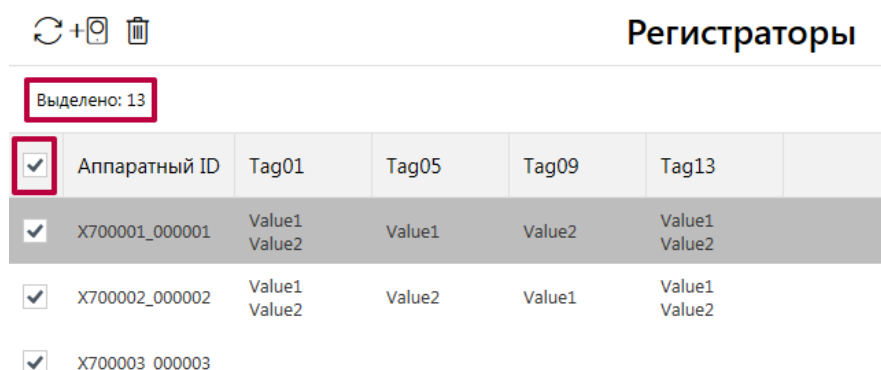 Регистраторы
Выделено: 13
Аппаратный ID Tag01 Tag05 Tag09 Tag13
X700001_000001 Value1 Value2 Value1 Value2 Value1 Value2
X700002_000002 Value1 Value2 Value2 Value1 Value1 Value2
X700003_000003